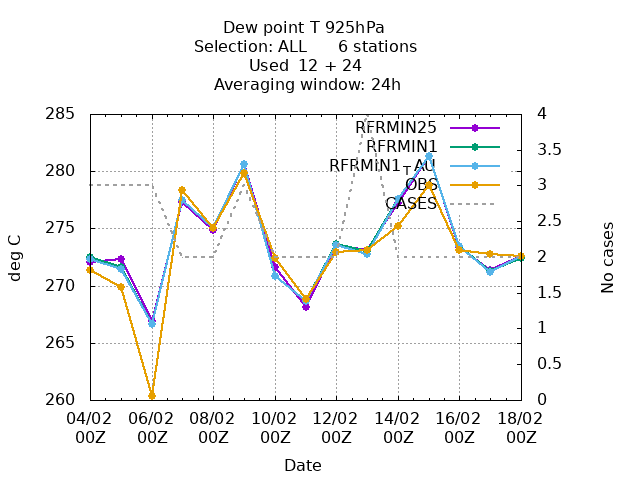 Dew point T 925hPa
Selection: ALL      6 stations
Used  12 + 24
Averaging window: 24h
285
280
275
270
265
260
deg C
4
3.5
3
2.5
2
1.5
1
0.5
0
No cases
RFRMIN25
RFRMIN1
RFRMIN1_AU
OBS
CASES
04/02 06/02 08/02 10/02 12/02 14/02 16/02 18/02
00Z 00Z 00Z 00Z 00Z 00Z 00Z 00Z
Date